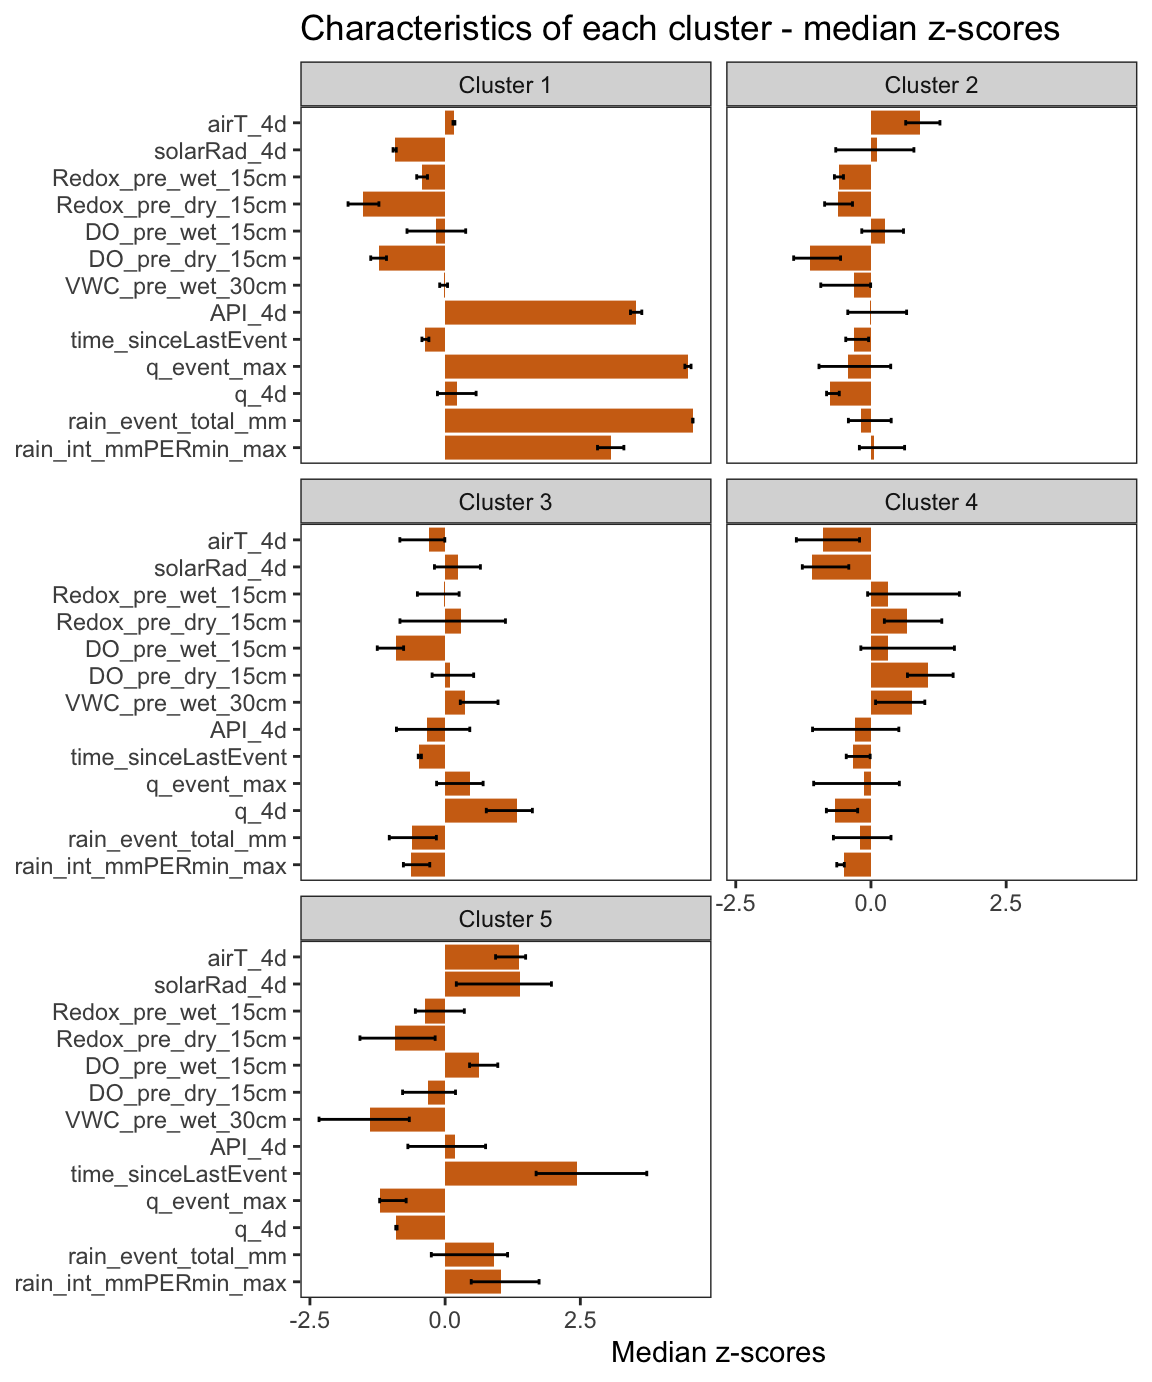 Characteristics of each cluster - median z-scores
Cluster 1
Cluster 2
airT_4d
solarRad_4d
Redox_pre_wet_15cm
Redox_pre_dry_15cm
DO_pre_wet_15cm
DO_pre_dry_15cm
VWC_pre_wet_30cm
API_4d
time_sinceLastEvent
q_event_max
q_4d
rain_event_total_mm
rain_int_mmPERmin_max
Cluster 3
Cluster 4
airT_4d
solarRad_4d
Redox_pre_wet_15cm
Redox_pre_dry_15cm
DO_pre_wet_15cm
DO_pre_dry_15cm
VWC_pre_wet_30cm
API_4d
time_sinceLastEvent
q_event_max
q_4d
rain_event_total_mm
rain_int_mmPERmin_max
-2.5 0.0 2.5
Cluster 5
airT_4d
solarRad_4d
Redox_pre_wet_15cm
Redox_pre_dry_15cm
DO_pre_wet_15cm
DO_pre_dry_15cm
VWC_pre_wet_30cm
API_4d
time_sinceLastEvent
q_event_max
q_4d
rain_event_total_mm
rain_int_mmPERmin_max
-2.5 0.0 2.5
Median z-scores